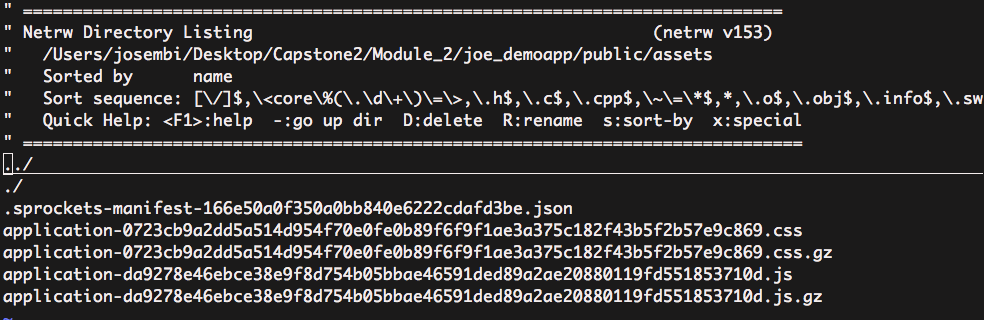 " ============================================================================
" Netrw Directory Listing                                        (netrw v153)
"   /Users/josembi/Desktop/Capstone2/Module_2/joe_demoapp/public/assets
"   Sorted by      name
"   Sort sequence: [\/]$,\<core\%(\.\d\+\)\=\>,\.h$,\.c$,\.cpp$,\~\=\*$,*,\.o$,\.obj$,\.info$,\.sw
"   Quick Help: <F1>:help  -:go up dir  D:delete  R:rename  s:sort-by  x:special
" ==============================================================================
../
./
.sprockets-manifest-166e50a0f350a0bb840e6222cdafd3be.json
application-0723cb9a2dd5a514d954f70e0fe0b89f6f9f1ae3a375c182f43b5f2b57e9c869.css
application-0723cb9a2dd5a514d954f70e0fe0b89f6f9f1ae3a375c182f43b5f2b57e9c869.css.gz
application-da9278e46ebce38e9f8d754b05bbae46591ded89a2ae20880119fd551853710d.js
application-da9278e46ebce38e9f8d754b05bbae46591ded89a2ae20880119fd551853710d.js.gz
~